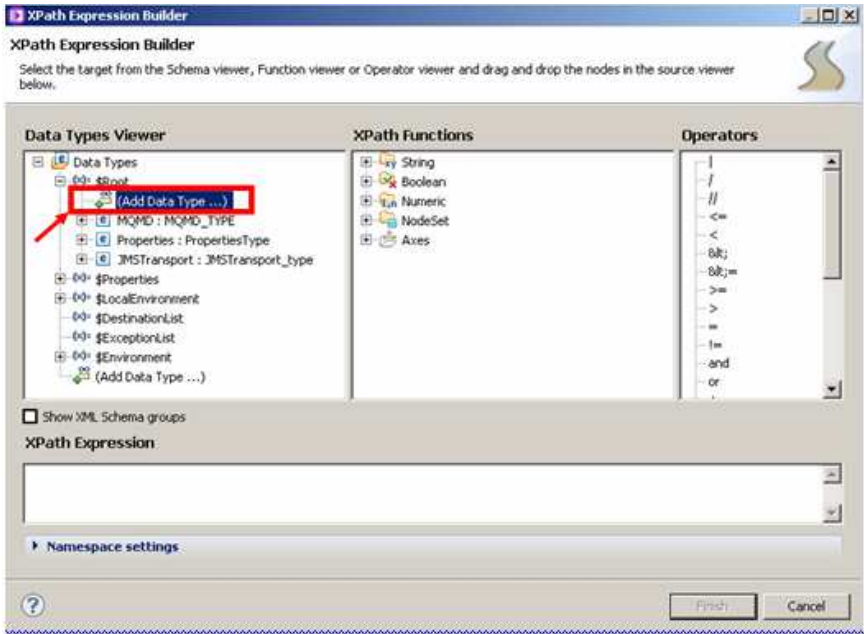 XPath Expression Builder
XPath Expression Builder
Select the target from the Schema viewer, Function viewer or Operator viewer and drag and drop the nodes in the source viewer
below.
Data Types Viewer
Data Types
$Root
(Add Data Type ...)
MQMD : MQMD_TYPE
Properties : PropertiesType
JMSTransport : JMSTransport_type
$Properties
$LocalEnvironment
$DestinationList
$ExceptionList
$Environment
(Add Data Type ...)
XPath Functions
String
Boolean
Numeric
NodeSet
Axes
Operators
|
/
//
<=
<
&lt;
&lt;=
>=
>
=
!=
and
or
Show XML Schema groups
XPath Expression
Namespace settings
?
Finish
Cancel